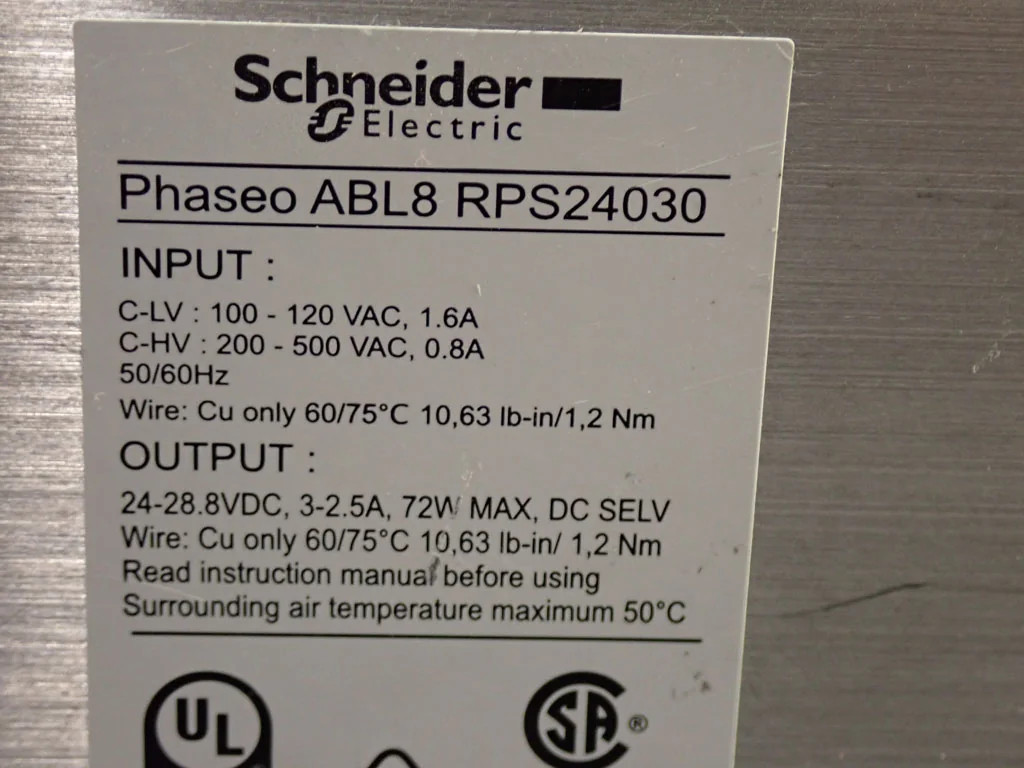 Schneider
Electric
Phaseo ABL8 RPS24030
INPUT :
C-LV : 100 - 120 VAC, 1.6A
C-HV : 200 - 500 VAC, 0.8A
50/60Hz
Wire: Cu only 60/75°C 10,63 lb-in/1,2 Nm
OUTPUT :
24-28.8VDC, 3-2.5A, 72W MAX, DC SELV
Wire: Cu only 60/75°C 10,63 lb-in/ 1,2 Nm
Read instruction manual before using
Surrounding air temperature maximum 50°C
UL SA ®